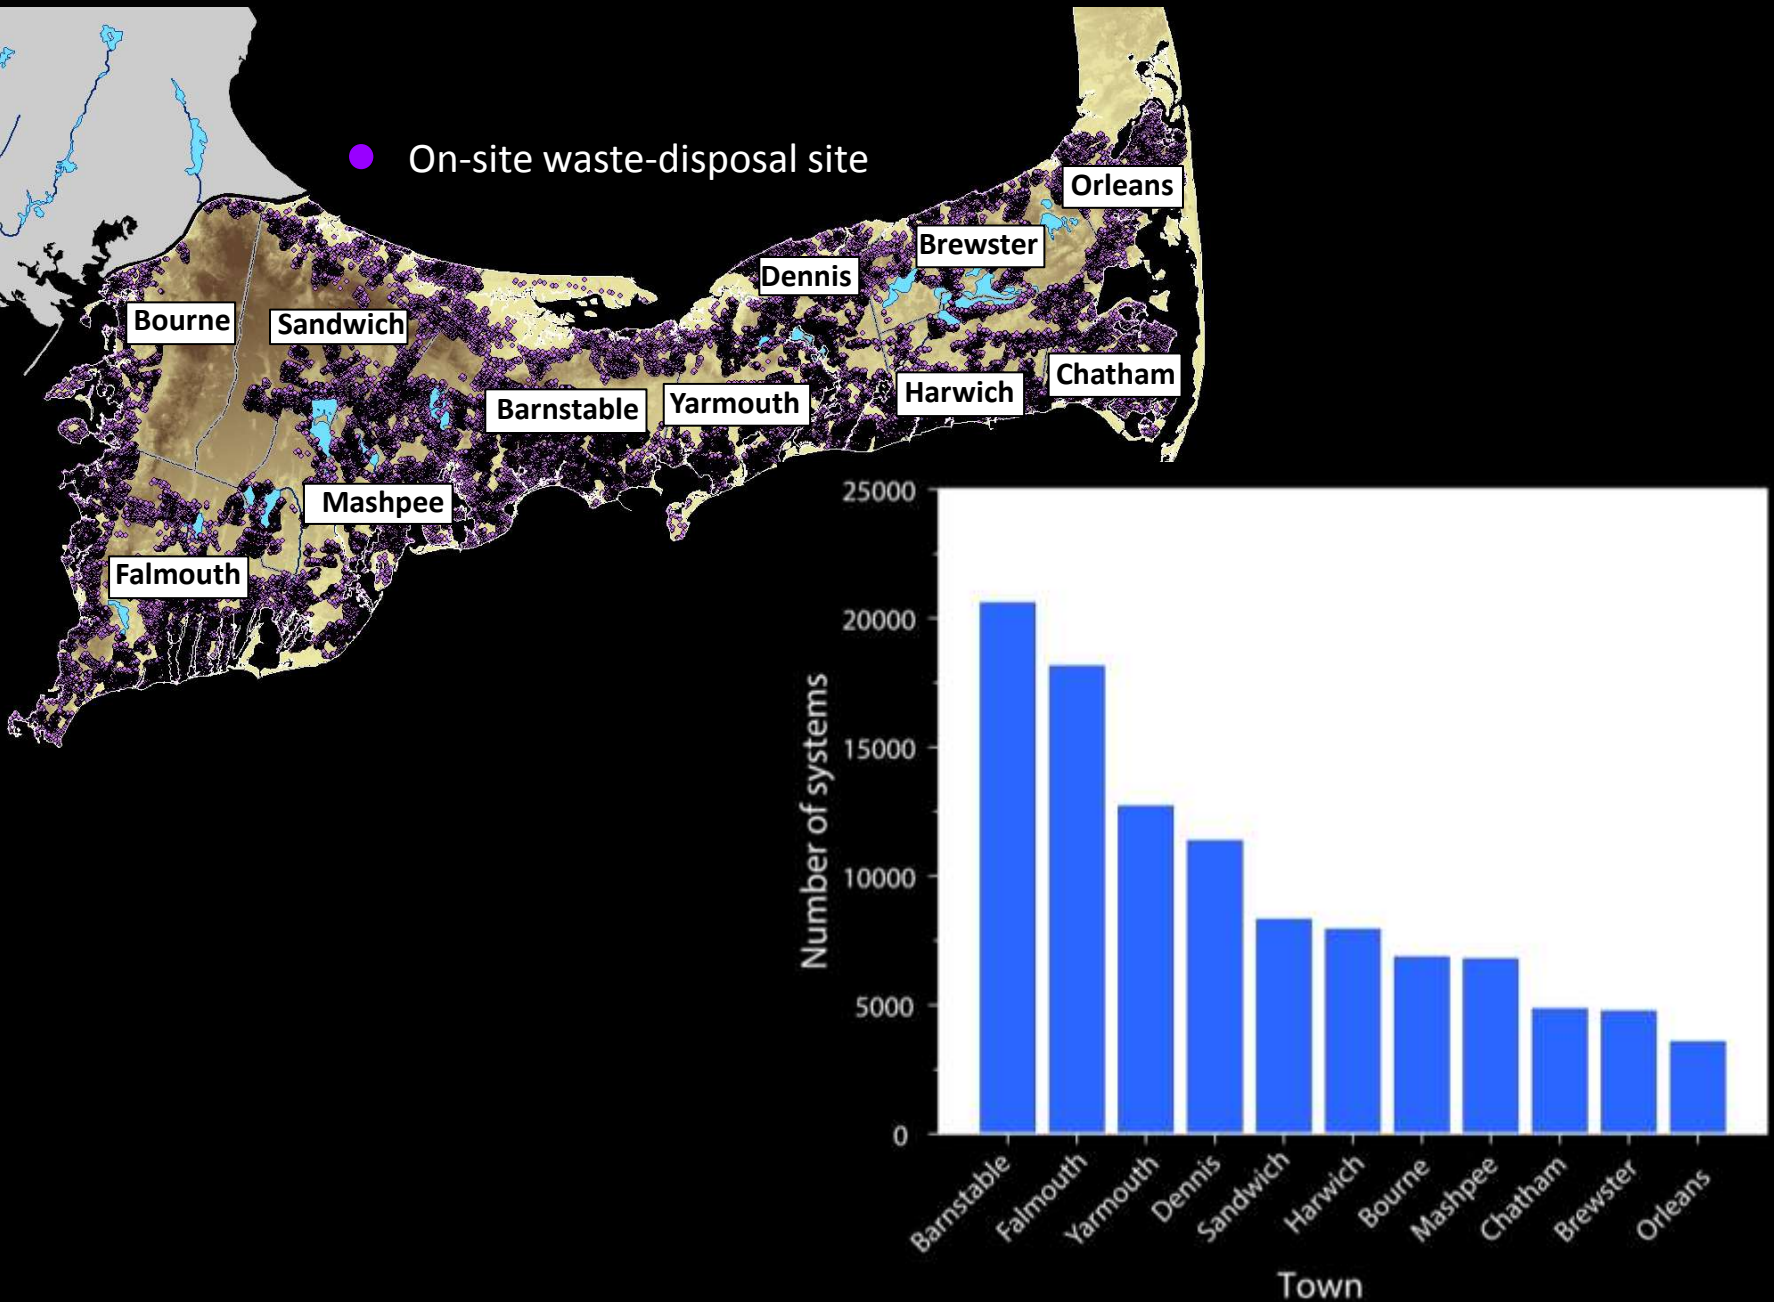 On-site waste-disposal site
Orleans
Brewster
Dennis
Bourne
Sandwich
Chatham
Harwich
Yarmouth
Barnstable
Mashpee
Falmouth
25000
20000
15000
10000
5000
0
Number of systems
Barnstable
Falmouth
Yarmouth
Dennis
Sandwich
Harwich
Bourne
Mashpee
Chatham
Brewster
Orleans
Town